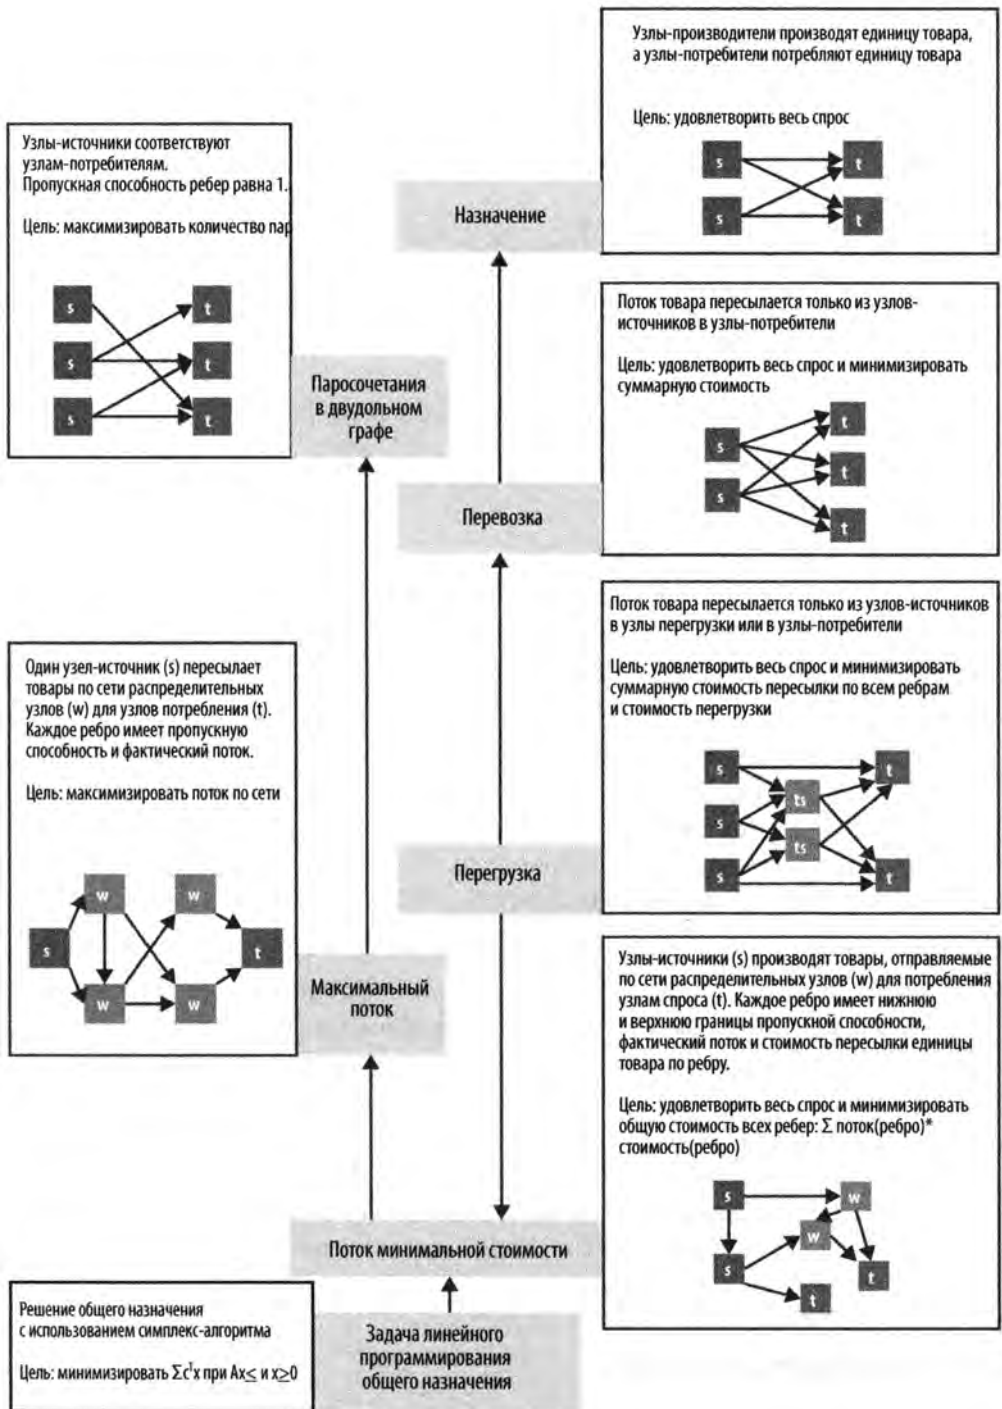 Узлы-производители производят единицу товара,
а узлы-потребители потребляют единицу товара
Цель: удовлетворить весь спрос
s
t
s
t
Назначение
Узлы-источники соответствуют
узлам-потребителям.
Пропускная способность ребер равна 1.
Цель: максимизировать количество пар
s
t
s
t
s
t
Паросочетания
в двудольном
графе
Поток товара пересылается только из узлов-
источников в узлы-потребители
Цель: удовлетворить весь спрос и минимизировать
суммарную стоимость
t
s
t
s
t
Перевозка
Поток товара пересылается только из узлов-источников
в узлы перегрузки или в узлы-потребители
Цель: удовлетворить весь спрос и минимизировать
суммарную стоимость пересылки по всем ребрам
и стоимость перегрузки
s
t
ts
s
ts
s
t
Перегрузка
Один узел-источник (s) пересылает
товары по сети распределительных
узлов (w) для узлов потребления (t).
Каждое ребро имеет пропускную
способность и фактический поток.
Цель: максимизировать поток по сети
w
w
s
t
w
w
Максимальный
поток
Узлы-источники (s) производят товары, отправляемые
по сети распределительных узлов (w) для потребления
узлам спроса (t). Каждое ребро имеет нижнюю
и верхнюю границы пропускной способности,
фактический поток и стоимость пересылки единицы
товара по ребру.
Цель: удовлетворить весь спрос и минимизировать
общую стоимость всех ребер: Σ поток(ребро)*
стоимость(ребро)
s
w
w
s
t
t
Поток минимальной стоимости
Решение общего назначения
с использованием симплекс-алгоритма
Цель: минимизировать Σcᵀx при Ax≤ и x≥0
Задача линейного
программирования
общего назначения